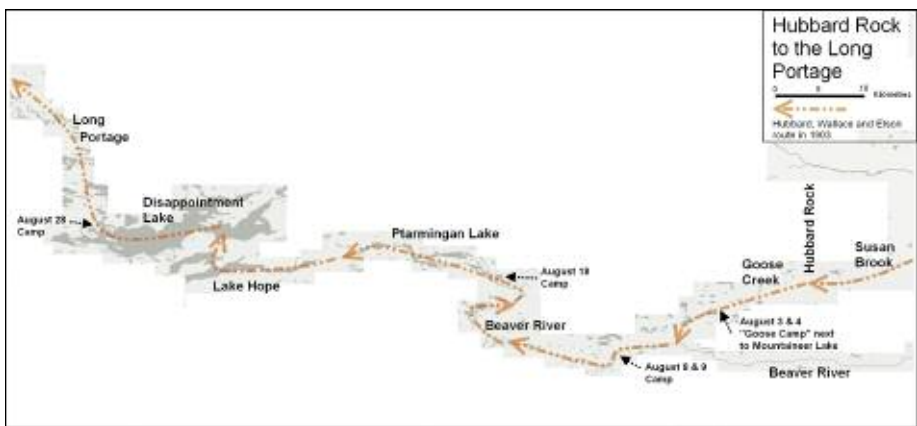 Hubbard Rock
to the Long
Portage
0
10
Kilometres
Hubbard, Wallace and Elson
route in 1903
Long
Portage
Disappointment
Lake
August 28
Camp
Ptarmingan Lake
Lake Hope
August 18
Camp
Beaver River
Goose
Creek
Hubbard Rock
Susan
Brook
August 3 & 4
"Goose Camp" next
to Mountaineer Lake
August 8 & 9
Camp
Beaver River